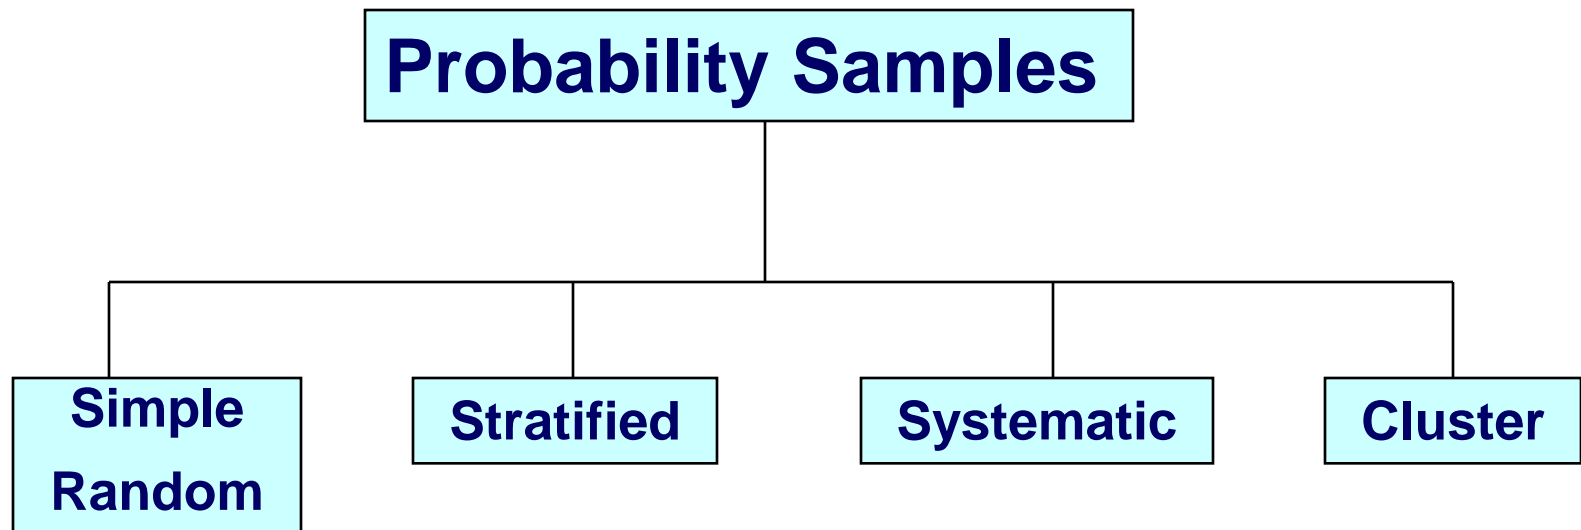 Probability Samples
Simple
Random
Stratified
Systematic
Cluster